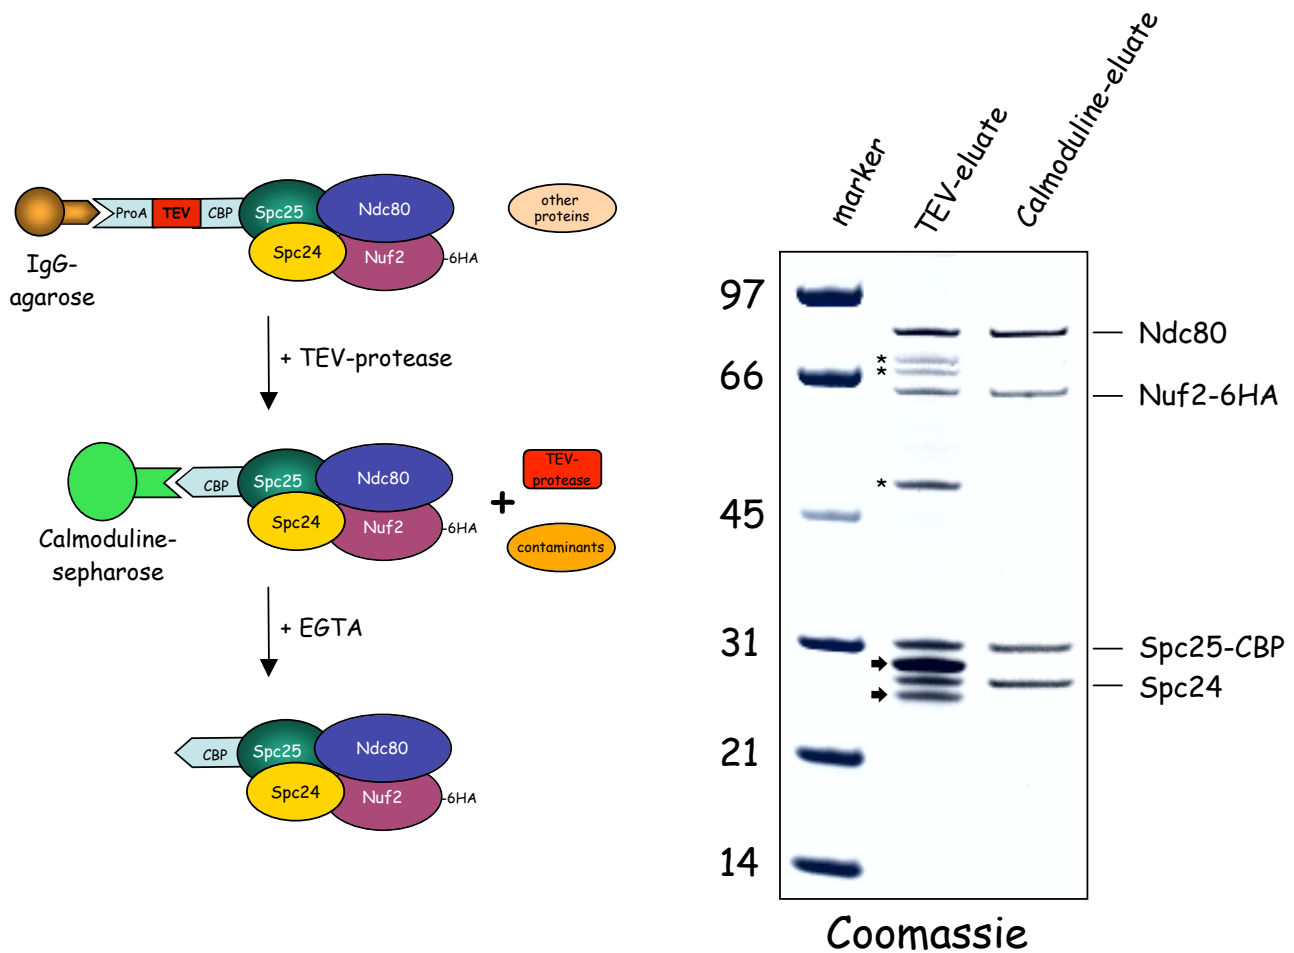 ProA
TEV
CBP
Spc25
Ndc80
Spc24
Nuf2
-6HA
other
proteins
IgG-
agarose
+ TEV-protease
CBP
Spc25
Ndc80
Spc24
Nuf2
-6HA
+
TEV-
protease
contaminants
Calmoduline-
sepharose
+ EGTA
CBP
Spc25
Ndc80
Spc24
Nuf2
-6HA
marker
TEV-eluate
Calmoduline-eluate
97
66
45
31
21
14
*
*
*
Ndc80
Nuf2-6HA
Spc25-CBP
Spc24
Coomassie